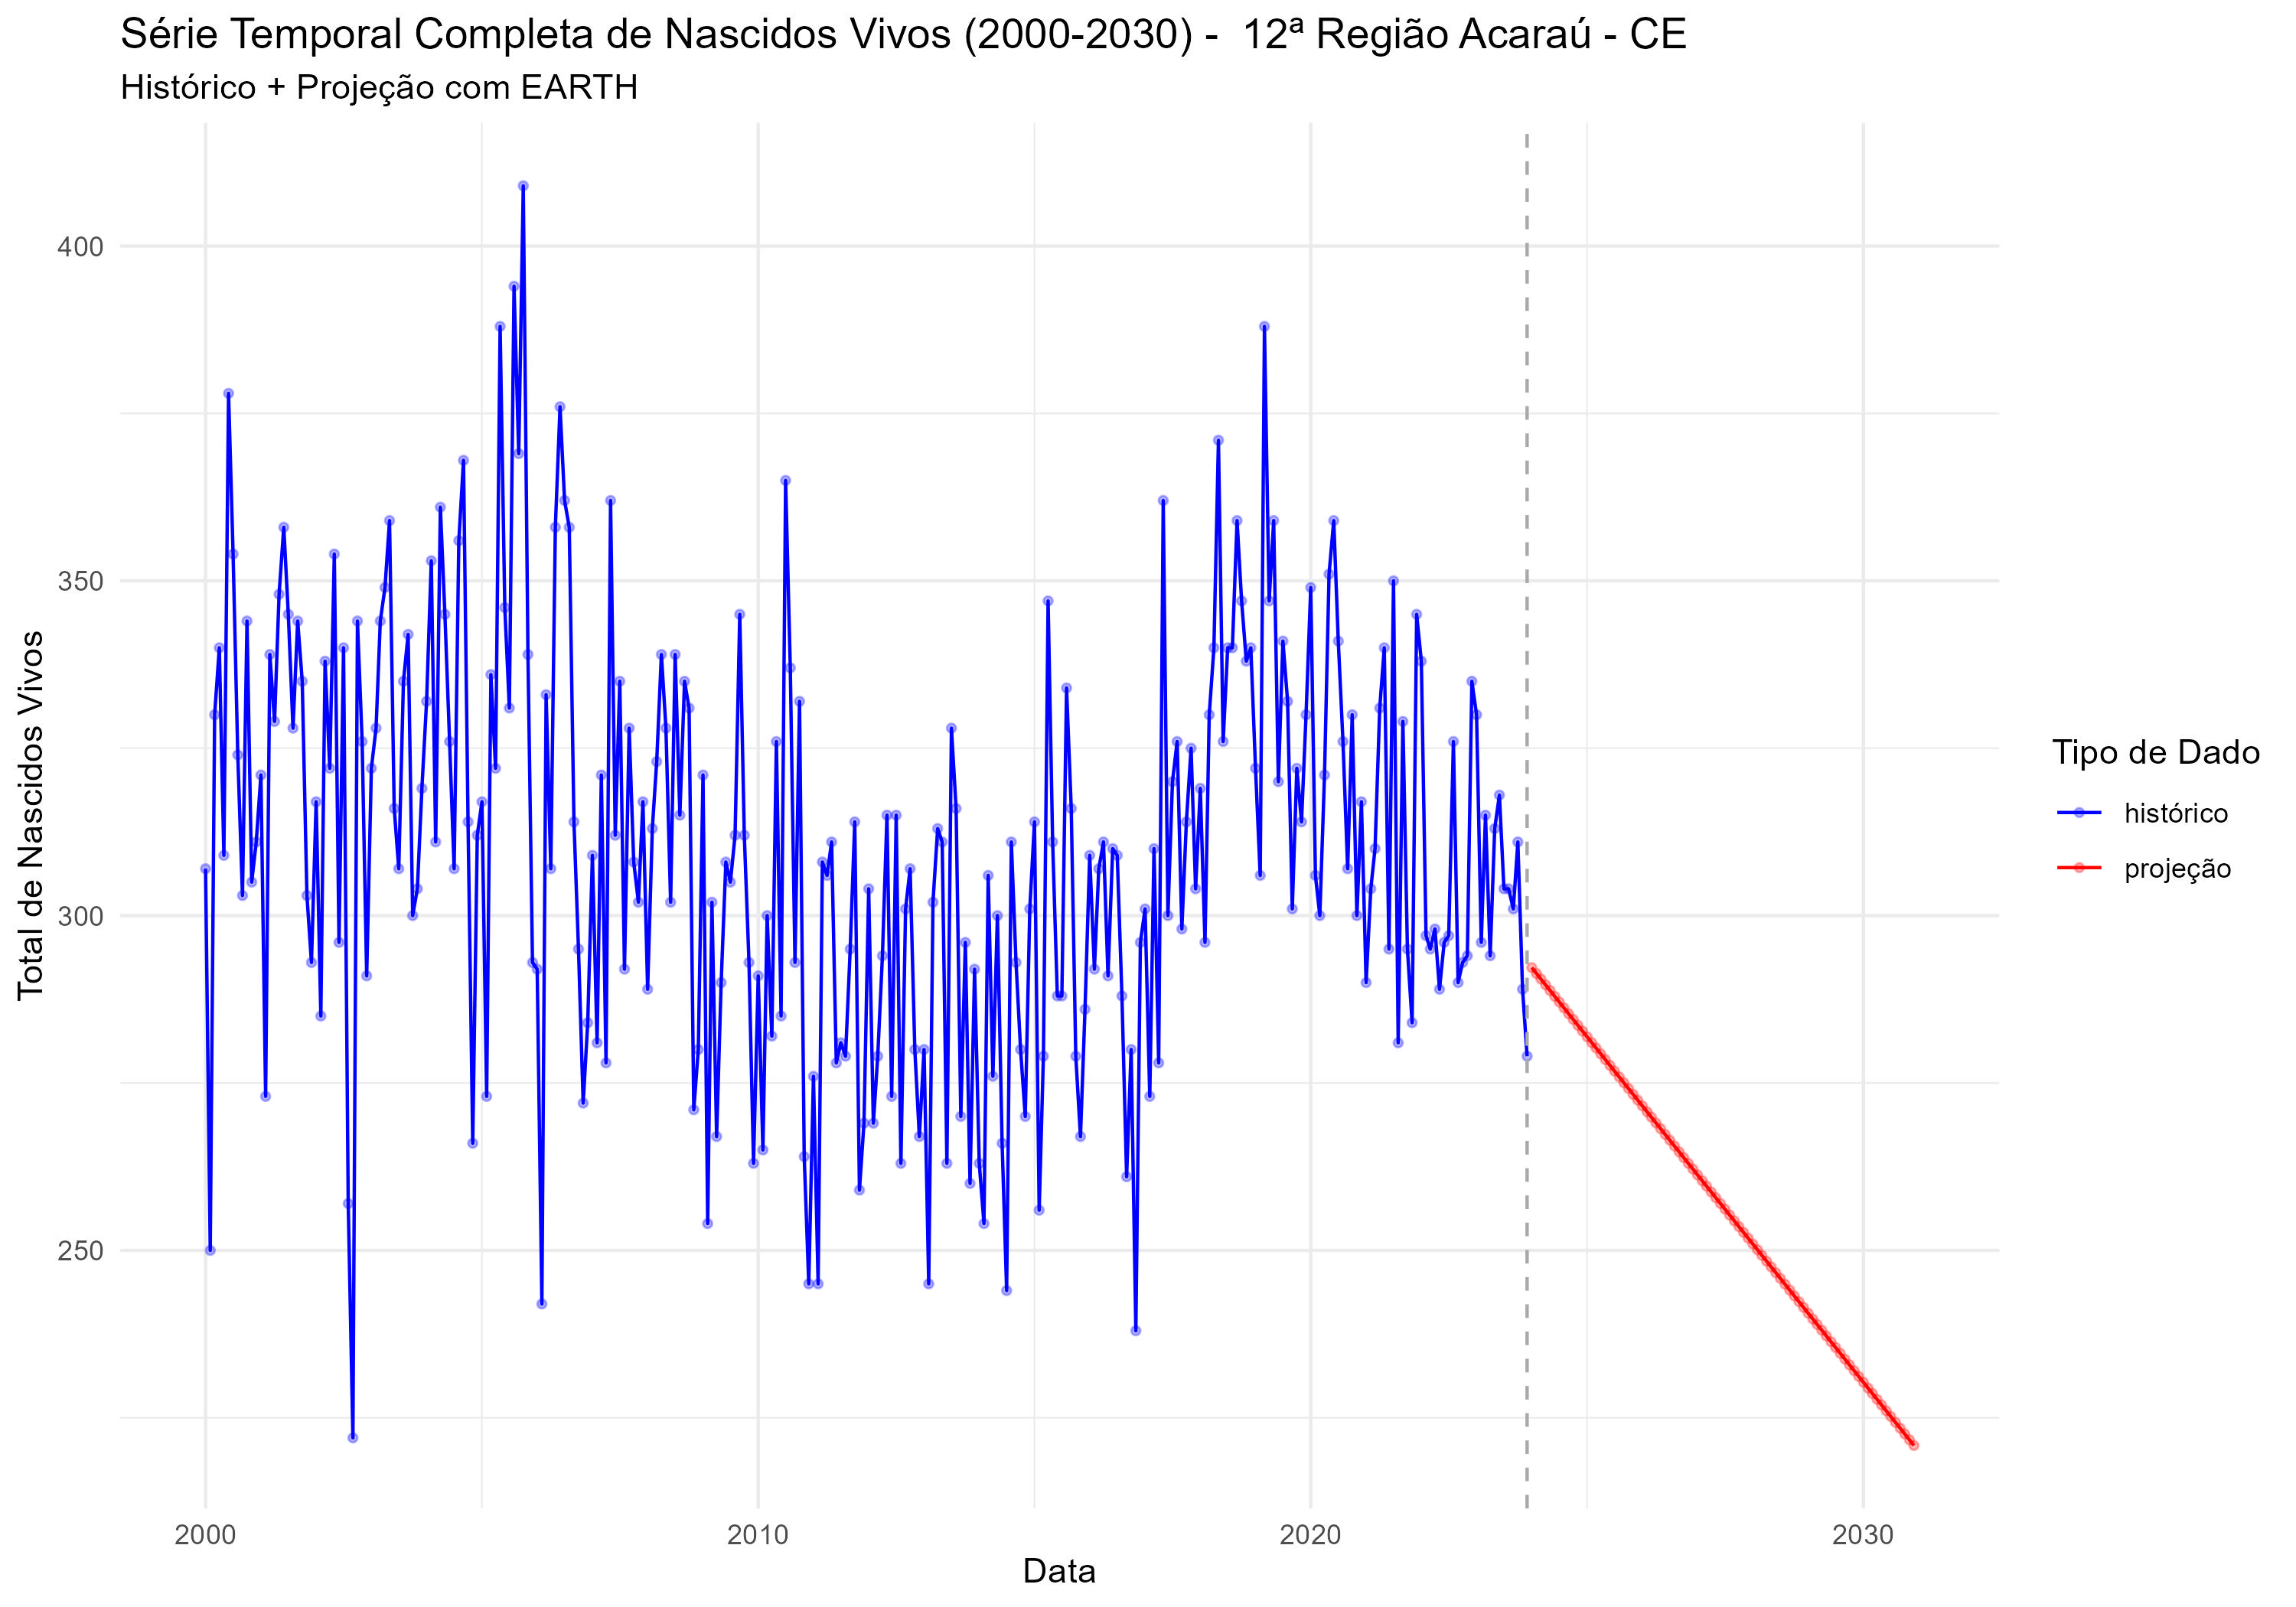 Série Temporal Completa de Nascidos Vivos (2000-2030) -  12ª Região Acaraú - CE
Histórico + Projeção com EARTH
Total de Nascidos Vivos
400
350
300
250
2000
2010
2020
2030
Data
Tipo de Dado
histórico
projeção